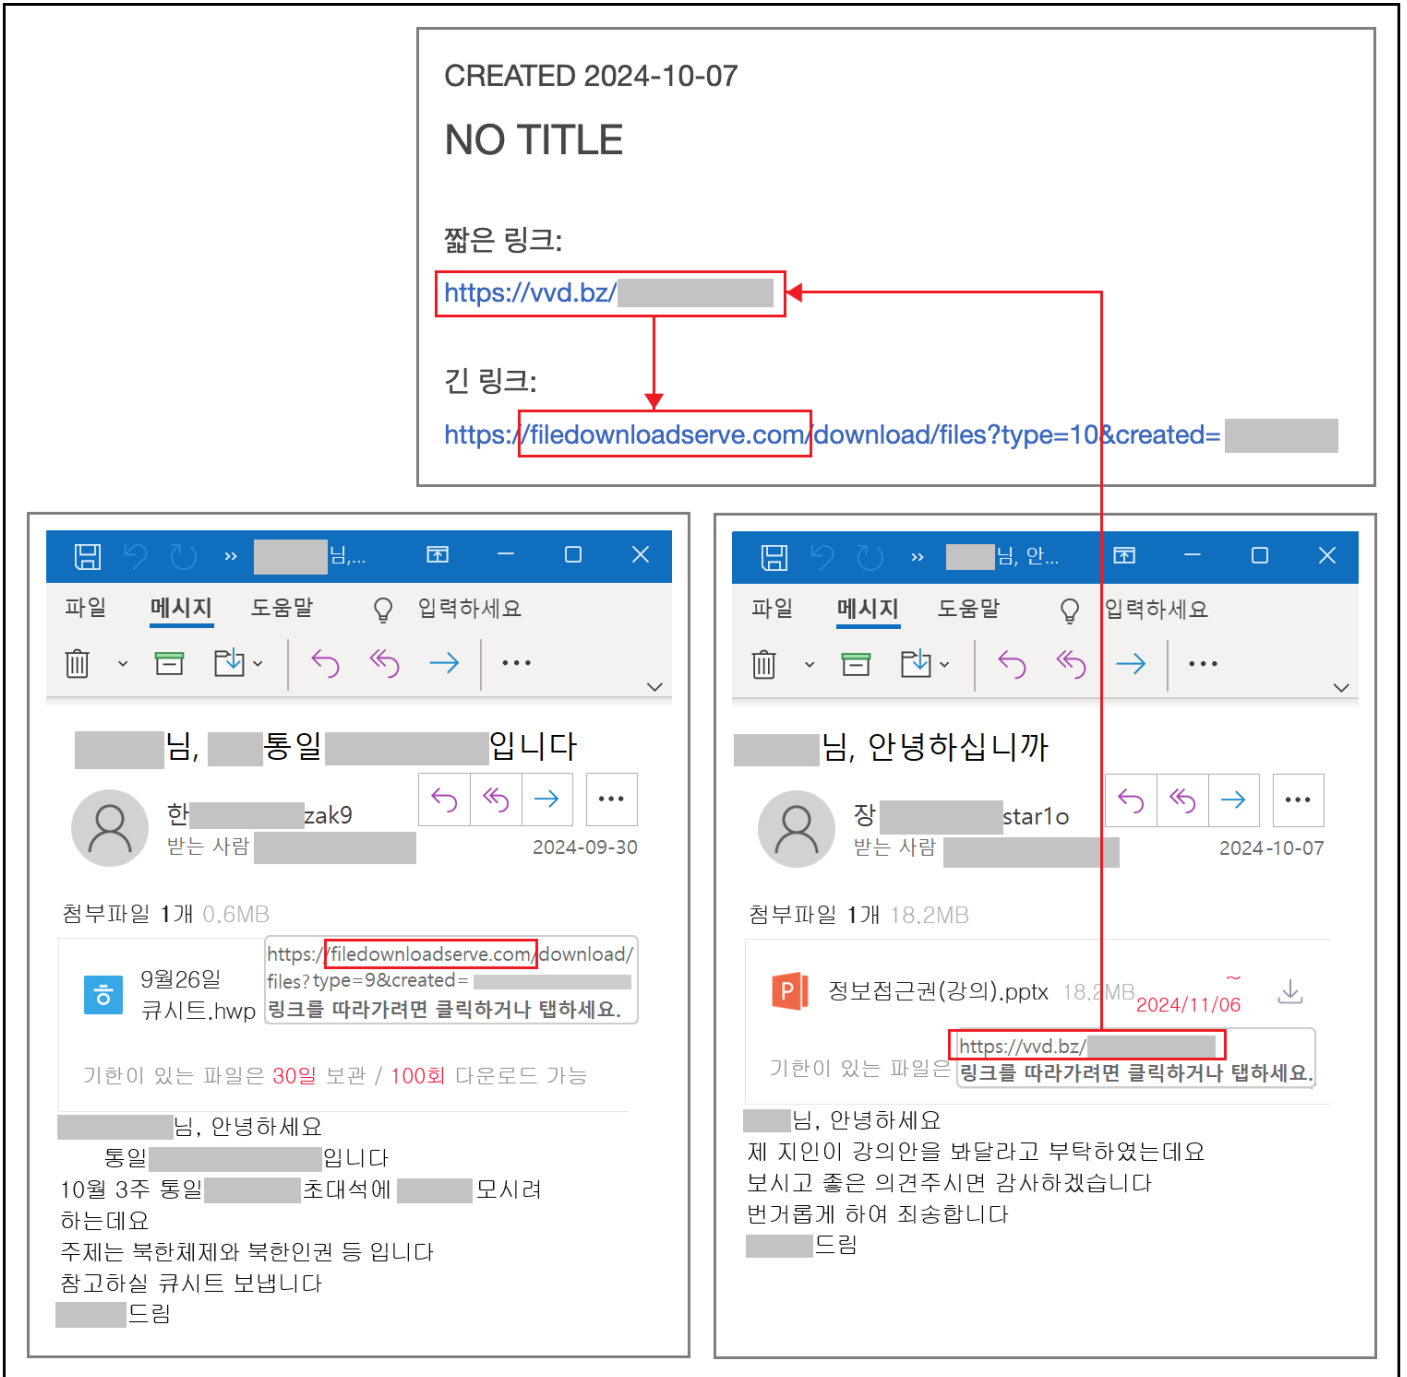 CREATED 2024-10-07
NO TITLE
짧은 링크:
https://vvd.bz/
긴 링크:
https://filedownloadserve.com/download/files?type=10&created=
님,...
파일 메시지 도움말 입력하세요
님, 통일 입니다
한 zak9
받는 사람 2024-09-30
첨부파일 1개 0.6MB
9월26일
큐시트.hwp
https://filedownloadserve.com/download/
files?type=9&created=
링크를 따라가려면 클릭하거나 탭하세요.
기한이 있는 파일은 30일 보관 / 100회 다운로드 가능
님, 안녕하세요
통일 입니다
10월 3주 통일 초대석에 모시려
하는데요
주제는 북한체제와 북한인권 등 입니다
참고하실 큐시트 보냅니다
드림
님, 안...
파일 메시지 도움말 입력하세요
님, 안녕하십니까
장 star1o
받는 사람 2024-10-07
첨부파일 1개 18.2MB
정보접근권(강의).pptx 18.2MB ~
2024/11/06
https://vvd.bz/
기한이 있는 파일은 링크를 따라가려면 클릭하거나 탭하세요.
님, 안녕하세요
제 지인이 강의안을 봐달라고 부탁하였는데요
보시고 좋은 의견주시면 감사하겠습니다
번거롭게 하여 죄송합니다
드림